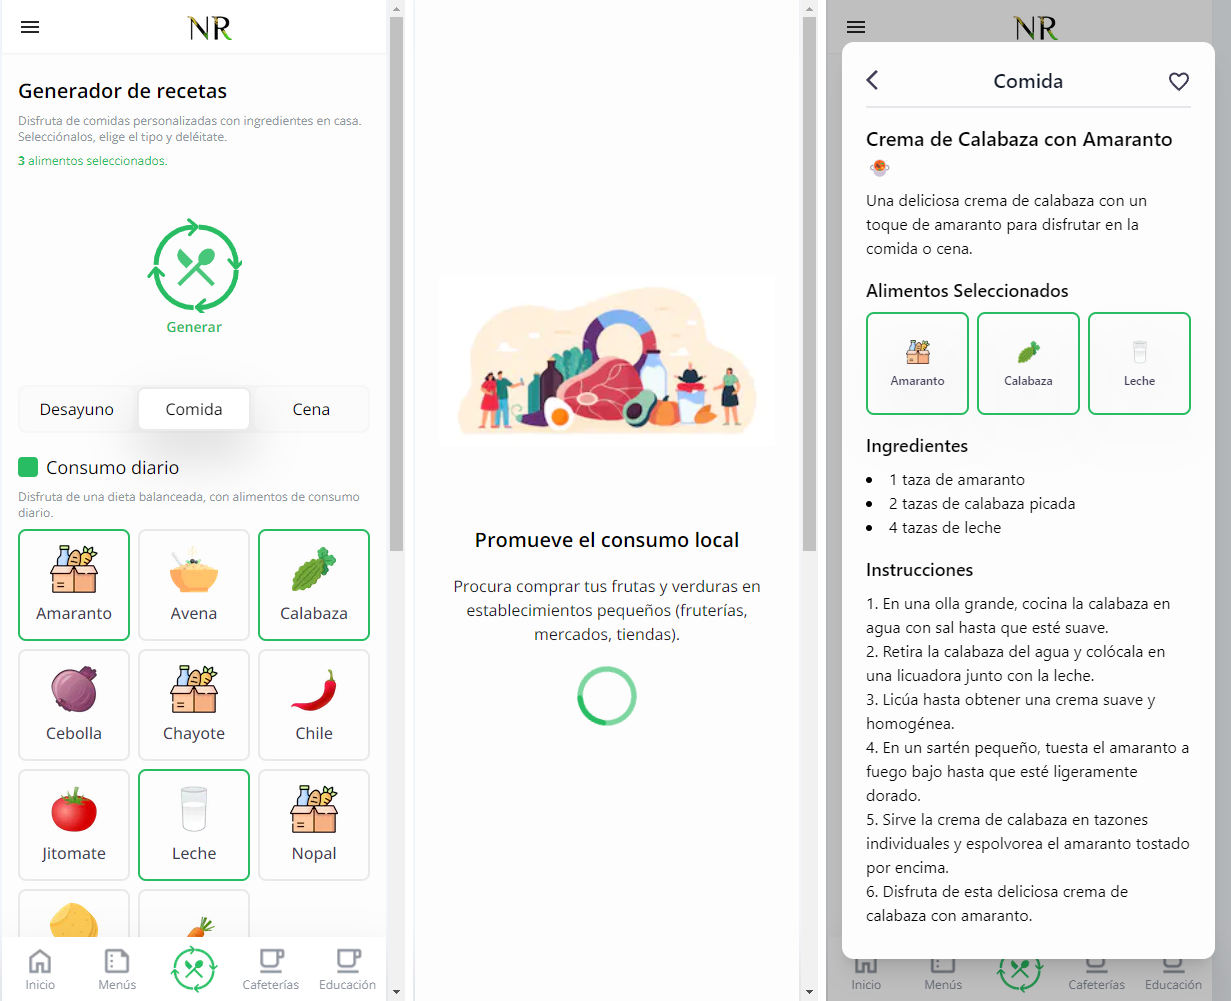 NR
Generador de recetas
Disfruta de comidas personalizadas con ingredientes en casa.
Selecciónalos, elige el tipo y deléitate.
3 alimentos seleccionados.
Generar
Desayuno Comida Cena
Consumo diario
Disfruta de una dieta balanceada, con alimentos de consumo
diario.
Amaranto Avena Calabaza
Cebolla Chayote Chile
Jitomate Leche Nopal
Inicio Menús Cafeterías Educación
Promueve el consumo local
Procura comprar tus frutas y verduras en
establecimientos pequeños (fruterías,
mercados, tiendas).
NR
Comida
Crema de Calabaza con Amaranto
Una deliciosa crema de calabaza con un
toque de amaranto para disfrutar en la
comida o cena.
Alimentos Seleccionados
Amaranto Calabaza Leche
Ingredientes
• 1 taza de amaranto
• 2 tazas de calabaza picada
• 4 tazas de leche
Instrucciones
1. En una olla grande, cocina la calabaza en
agua con sal hasta que esté suave.
2. Retira la calabaza del agua y colócala en
una licuadora junto con la leche.
3. Licúa hasta obtener una crema suave y
homogénea.
4. En un sartén pequeño, tuesta el amaranto a
fuego bajo hasta que esté ligeramente
dorado.
5. Sirve la crema de calabaza en tazones
individuales y espolvorea el amaranto tostado
por encima.
6. Disfruta de esta deliciosa crema de
calabaza con amaranto.
Inicio Menús Cafeterías Educación